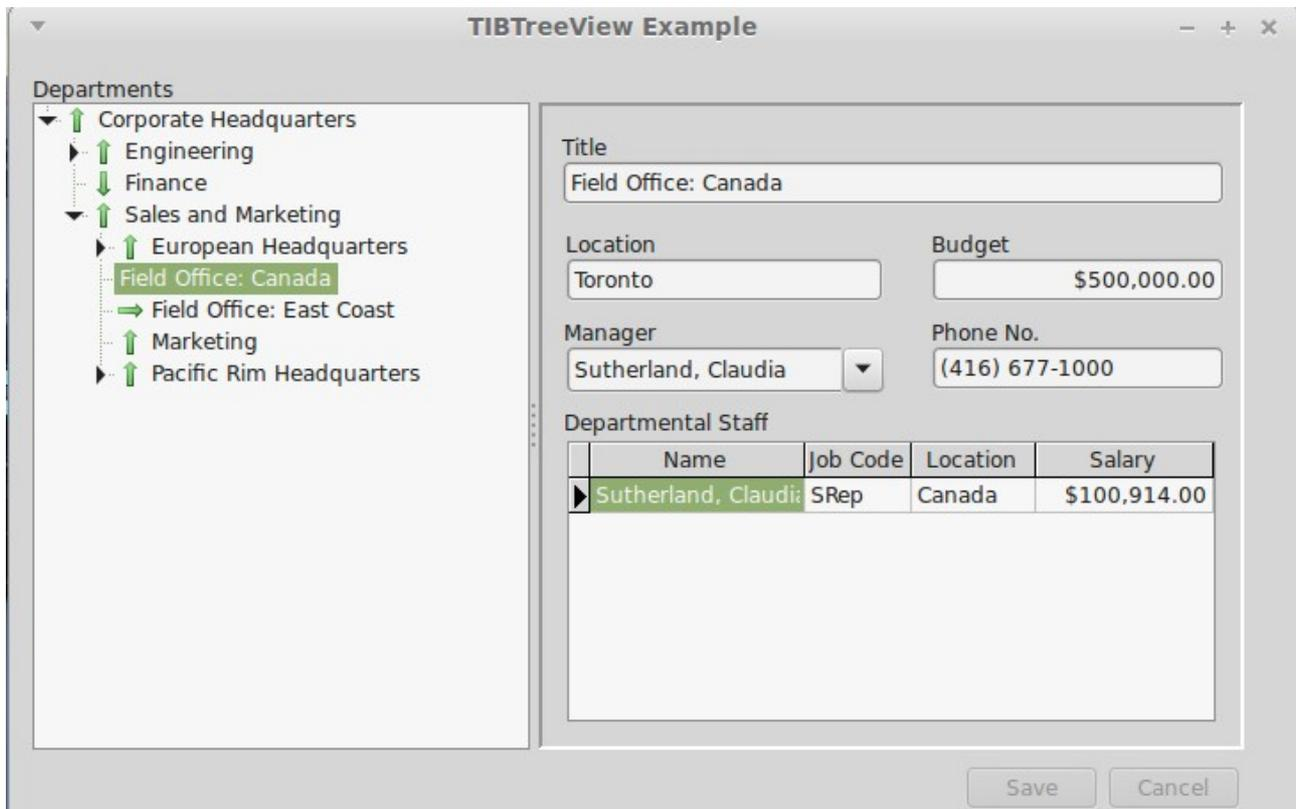 TIBTreeView Example
Departments
Corporate Headquarters
Engineering
Finance
Sales and Marketing
European Headquarters
Field Office: Canada
Field Office: East Coast
Marketing
Pacific Rim Headquarters
Title
Field Office: Canada
Location Budget
Toronto $500,000.00
Manager Phone No.
Sutherland, Claudia (416) 677-1000
Departmental Staff
Name Job Code Location Salary
Sutherland, Claudia SRep Canada $100,914.00
Save Cancel